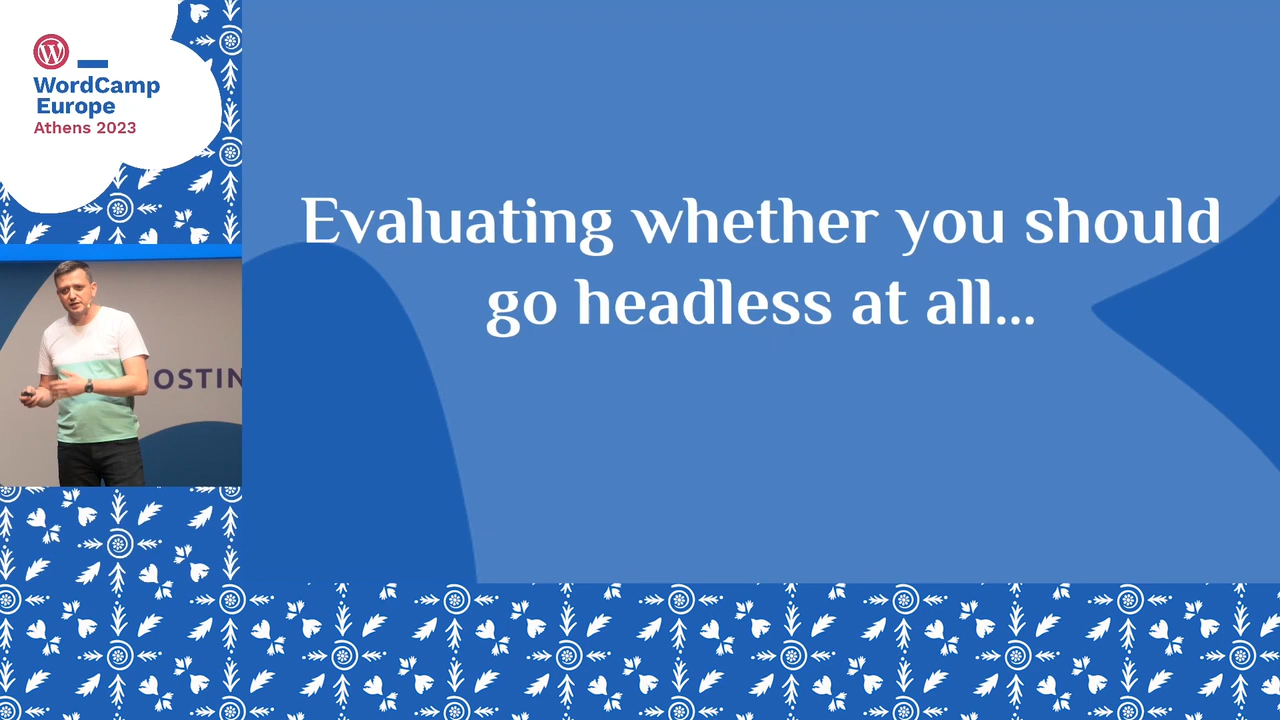 WordCamp
Europe
Athens 2023
OSTIN
Evaluating whether you should
go headless at all...